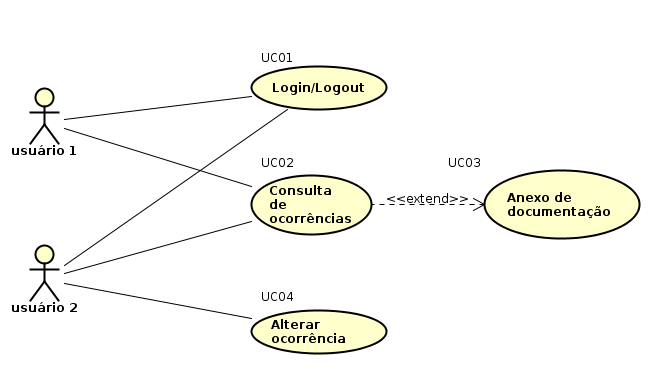 UC01
Login/Logout
usuário 1
UC02
UC03
Consulta
de
ocorrências
<<extend>>
Anexo de
documentação
usuário 2
UC04
Alterar
ocorrência